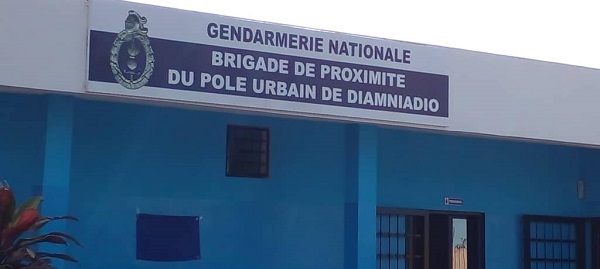 GENDARMERIE NATIONALE
BRIGADE DE PROXIMITE
DU POLE URBAIN DE DIAMNIADIO